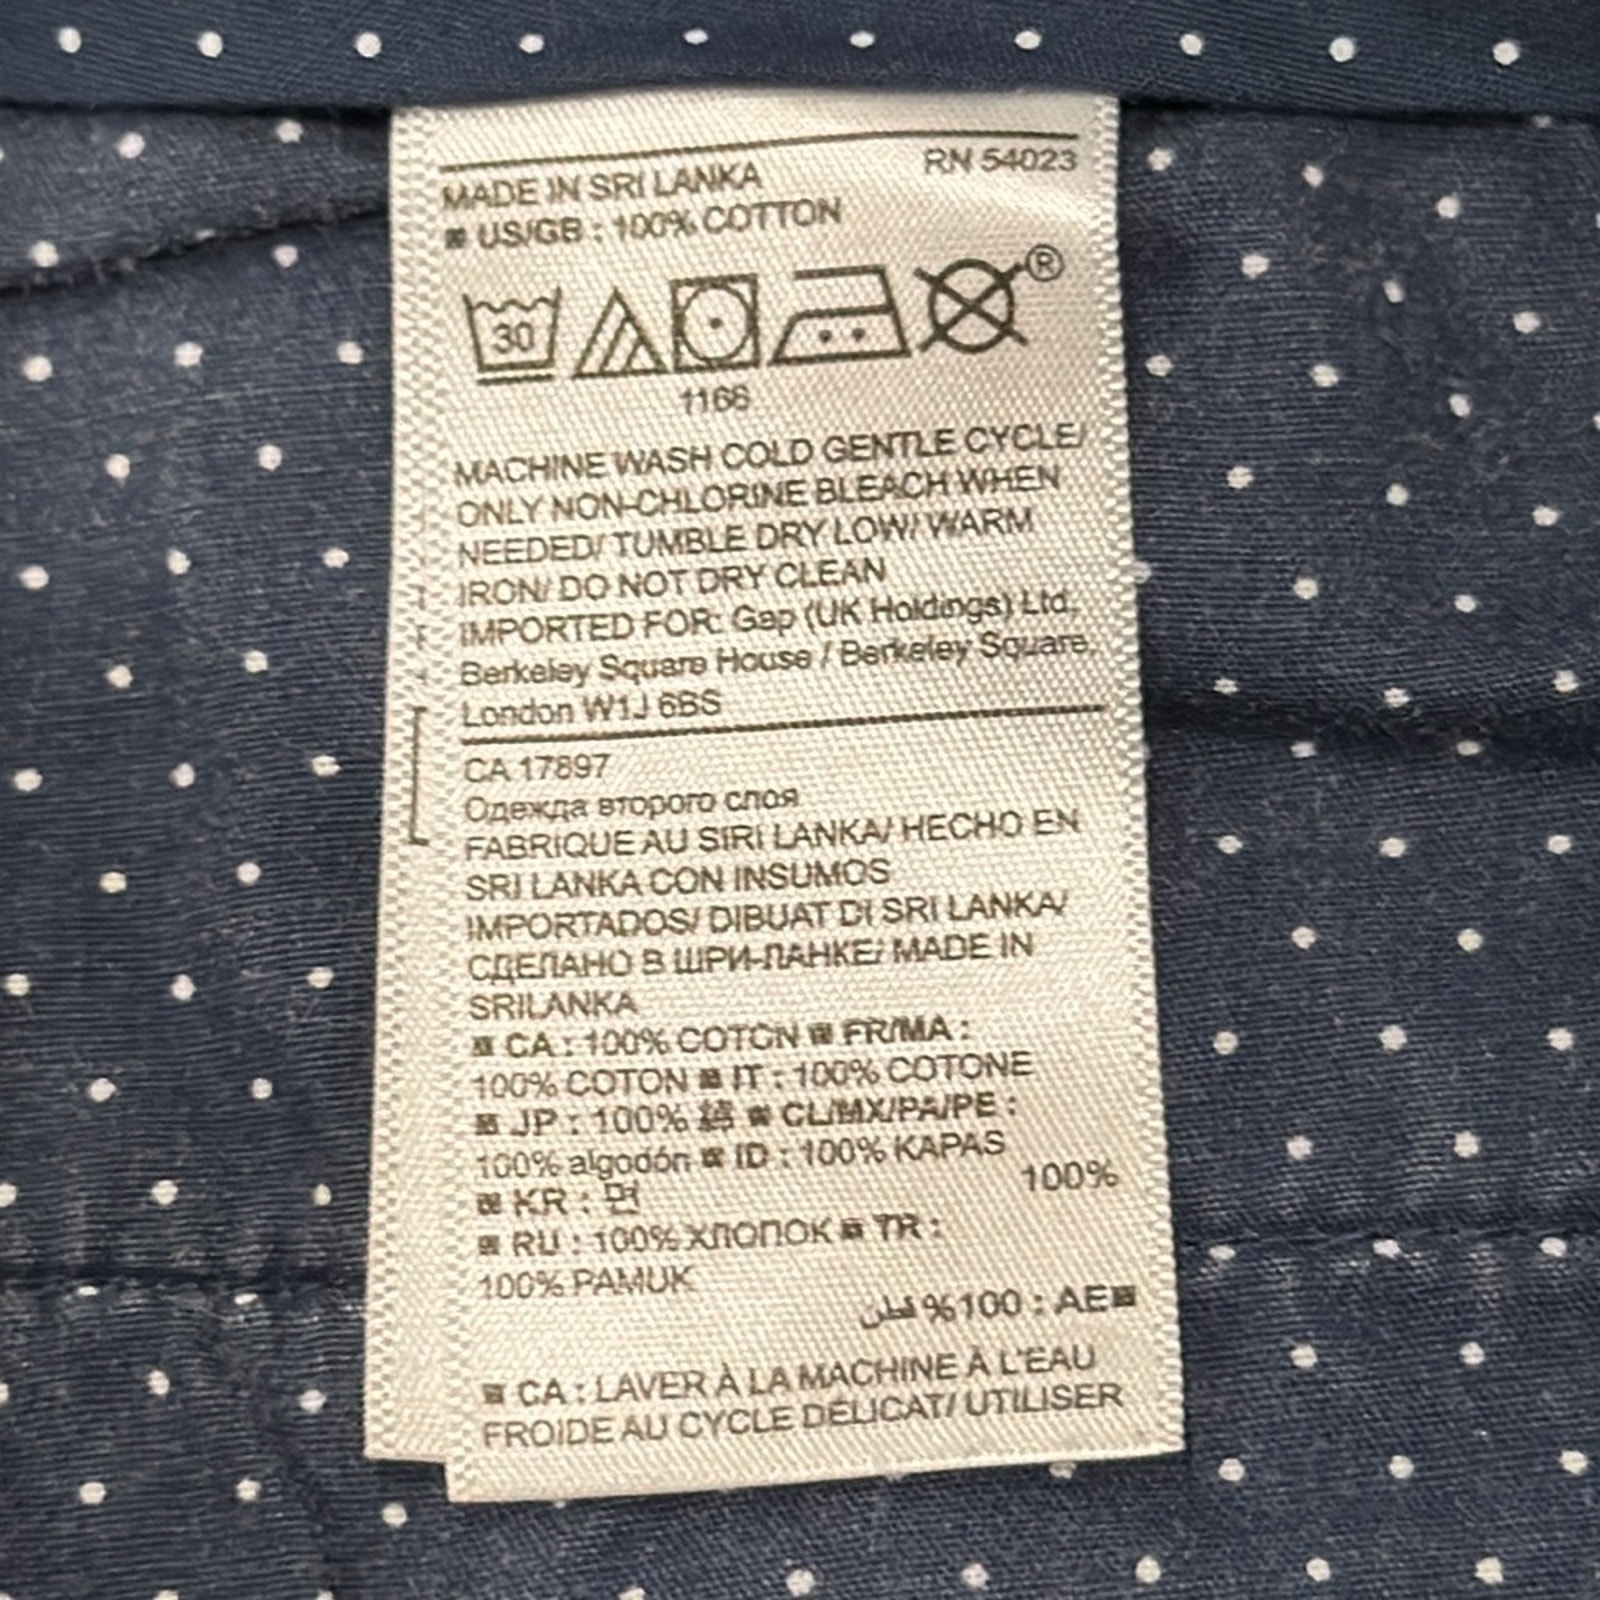 RN 54023
MADE IN SRI LANKA
US/GB : 100% COTTON
30
®
1166
MACHINE WASH COLD GENTLE CYCLE/
ONLY NON-CHLORINE BLEACH WHEN
NEEDED/ TUMBLE DRY LOW/ WARM
IRON/ DO NOT DRY CLEAN
IMPORTED FOR: Gap (UK Holdings) Ltd.
Berkeley Square House / Berkeley Square,
London W1J 6BS
CA 17897
Одежда второго слоя
FABRIQUE AU SIRI LANKA/ HECHO EN
SRI LANKA CON INSUMOS
IMPORTADOS/ DIBUAT DI SRI LANKA/
СДЕЛАНО В ШРИ-ЛАНКЕ/ MADE IN
SRILANKA
CA : 100% COTON FR/MA :
100% COTON IT : 100% COTONE
JP : 100% CL/MX/PA/PE :
100% algodón ID : 100% KAPAS
KR : 면 100%
RU : 100% ХЛОПОК TR :
100% PAMUK
AE : 100% قطن
CA : LAVER À LA MACHINE À L'EAU
FROIDE AU CYCLE DÉLICAT/ UTILISER